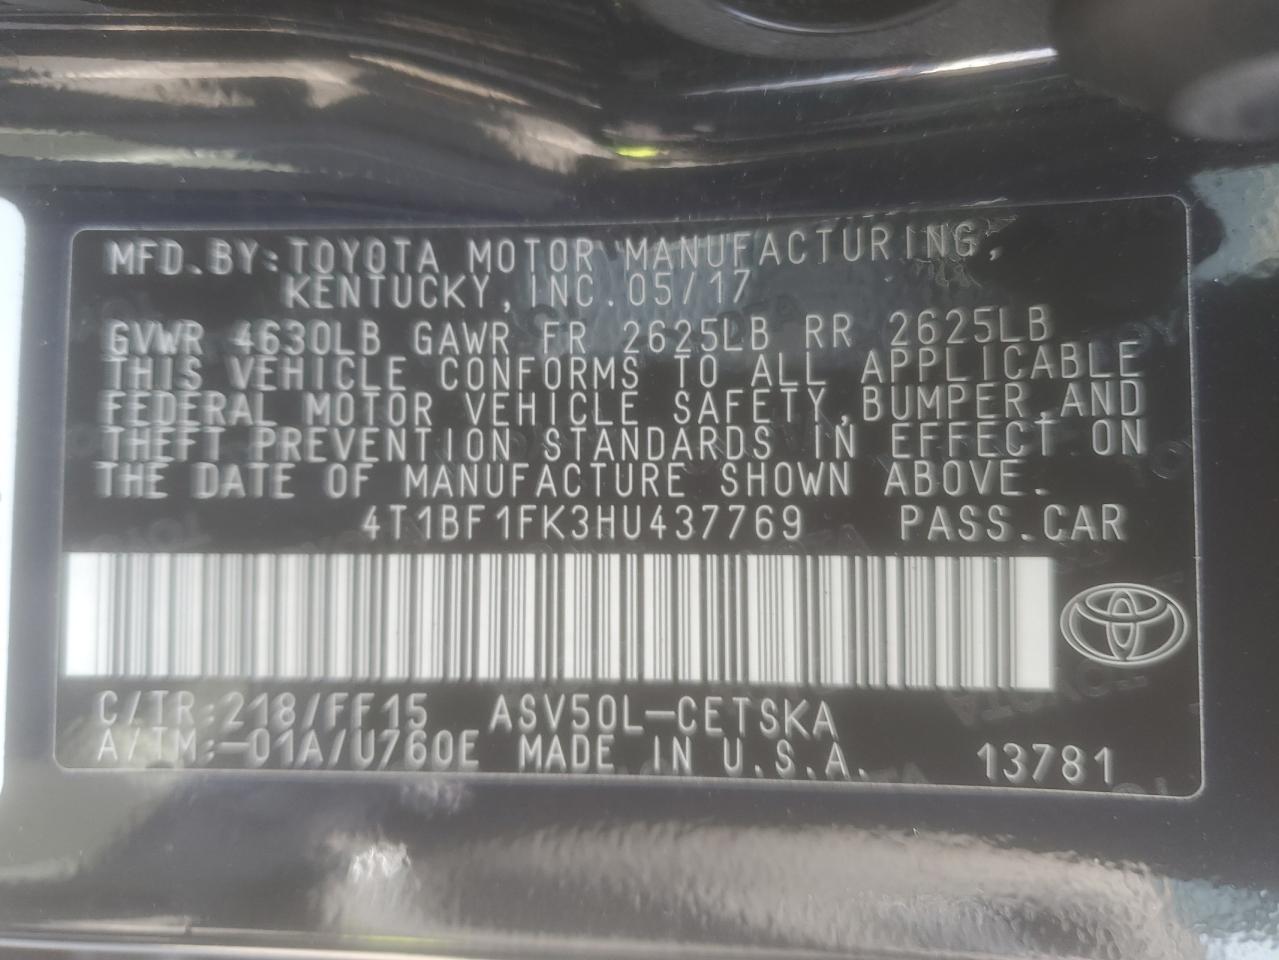 MFD. BY: TOYOTA MOTOR MANUFACTURING,
KENTUCKY, INC. 05/17
GVWR 4630LB GAWR FR 2625LB RR 2625LB
THIS VEHICLE CONFORMS TO ALL APPLICABLE
FEDERAL MOTOR VEHICLE SAFETY, BUMPER, AND
THEFT PREVENTION STANDARDS IN EFFECT ON
THE DATE OF MANUFACTURE SHOWN ABOVE.
4T1BF1FK3HU437769 PASS. CAR
C/TR: 218/FF15 ASV50L-CETSKA
A/TM: -01A/U760E MADE IN U.S.A. 13781